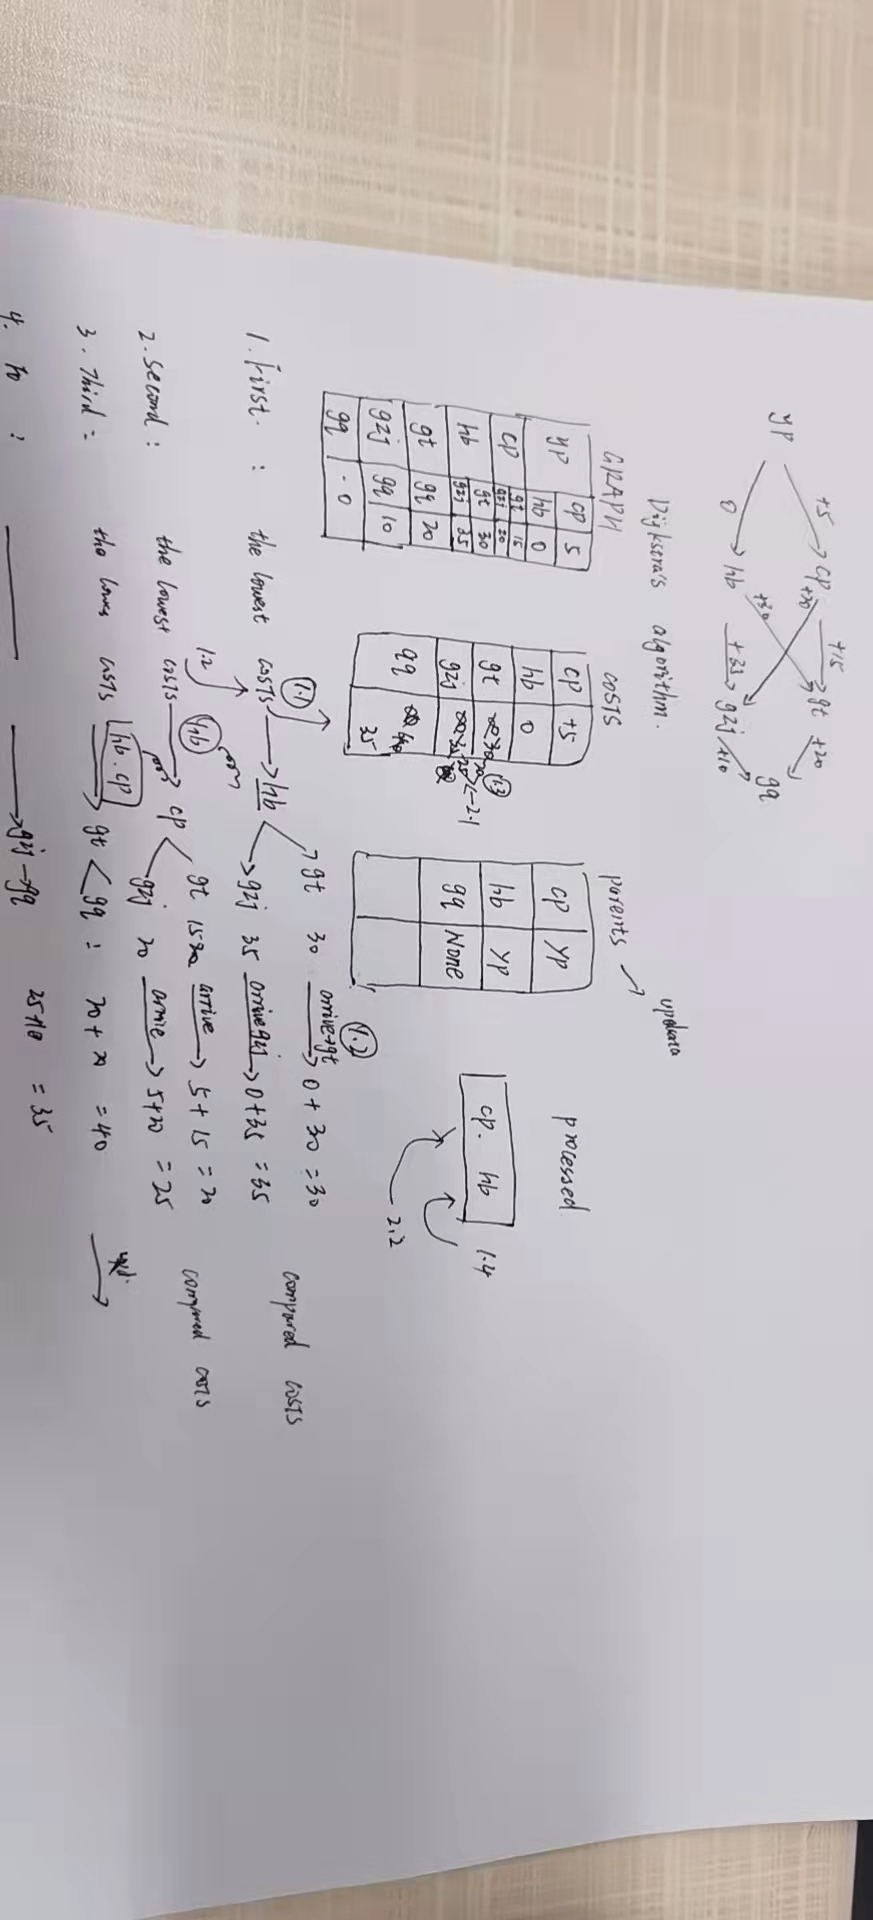 yp +5 cp +15 gt +20 gq
+20 +30
0 hb +35 gzj +10
Dijkstra's algorithm.
GRAPH
yp cp 5
hb 0
cp gt 15
gzj 20
hb gt 30
gzj 35
gt gq 20
gzj gq 10
gq - 0
COSTS
cp +5
hb 0
gt ∞ 30 20 1.3
gzj ∞ 35 25 2.1
gq ∞ 40
35
parents → update
cp yp
hb yp
gq None
processed
cp. hb
2.2 1.4
1. First. : the lowest COSTS 1.1 → hb
gt 30 arrive gt → 0 + 30 = 30 1.2
gzj 35 arrive gzj → 0+35 = 35 compared COSTS
1.2
2. Second : the lowest COSTS → cp
gt 15 arrive → 5 + 15 = 20
gzj 20 arrive → 5+20 = 25 compared costs
3. Third = the lowes COSTS → gt < gq : 20 + 20 = 40 →
hb. cp
4. → gzj → gq 25+10 = 35